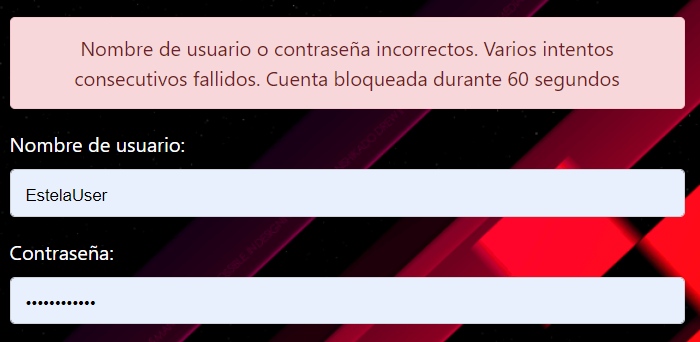 Nombre de usuario o contraseña incorrectos. Varios intentos
consecutivos fallidos. Cuenta bloqueada durante 60 segundos
Nombre de usuario:
EstelaUser
Contraseña:
••••••••••••